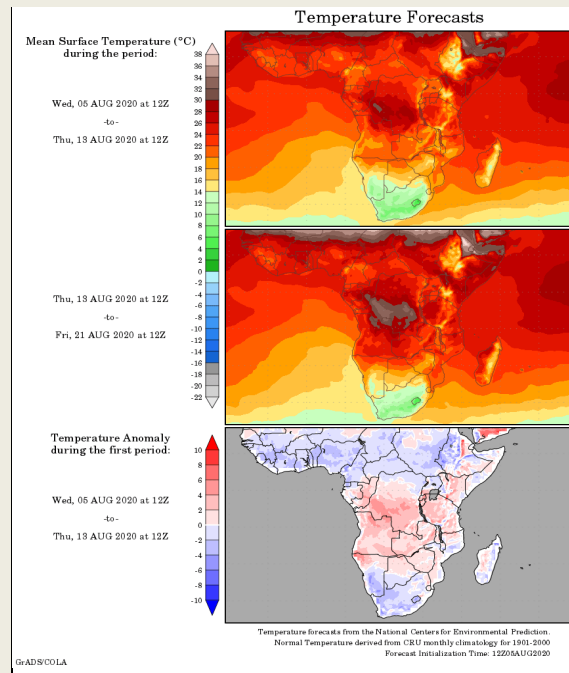 Temperature Forecasts
Mean Surface Temperature (°C)
during the period:
Wed, 05 AUG 2020 at 12Z
-to-
Thu, 13 AUG 2020 at 12Z
38
36
34
32
30
28
26
24
22
20
18
16
14
12
10
8
6
4
2
0
-2
-4
-6
-8
-10
-12
-14
-16
-18
-20
-22
Thu, 13 AUG 2020 at 12Z
-to-
Fri, 21 AUG 2020 at 12Z
Temperature Anomaly
during the first period:
Wed, 05 AUG 2020 at 12Z
-to-
Thu, 13 AUG 2020 at 12Z
10
8
6
4
2
0
-2
-4
-6
-8
-10
Temperature forecasts from the National Centers for Environmental Prediction.
Normal Temperature derived from CRU monthly climatology for 1901-2000
Forecast Initialization Time: 12Z05AUG2020
GrADS/COLA